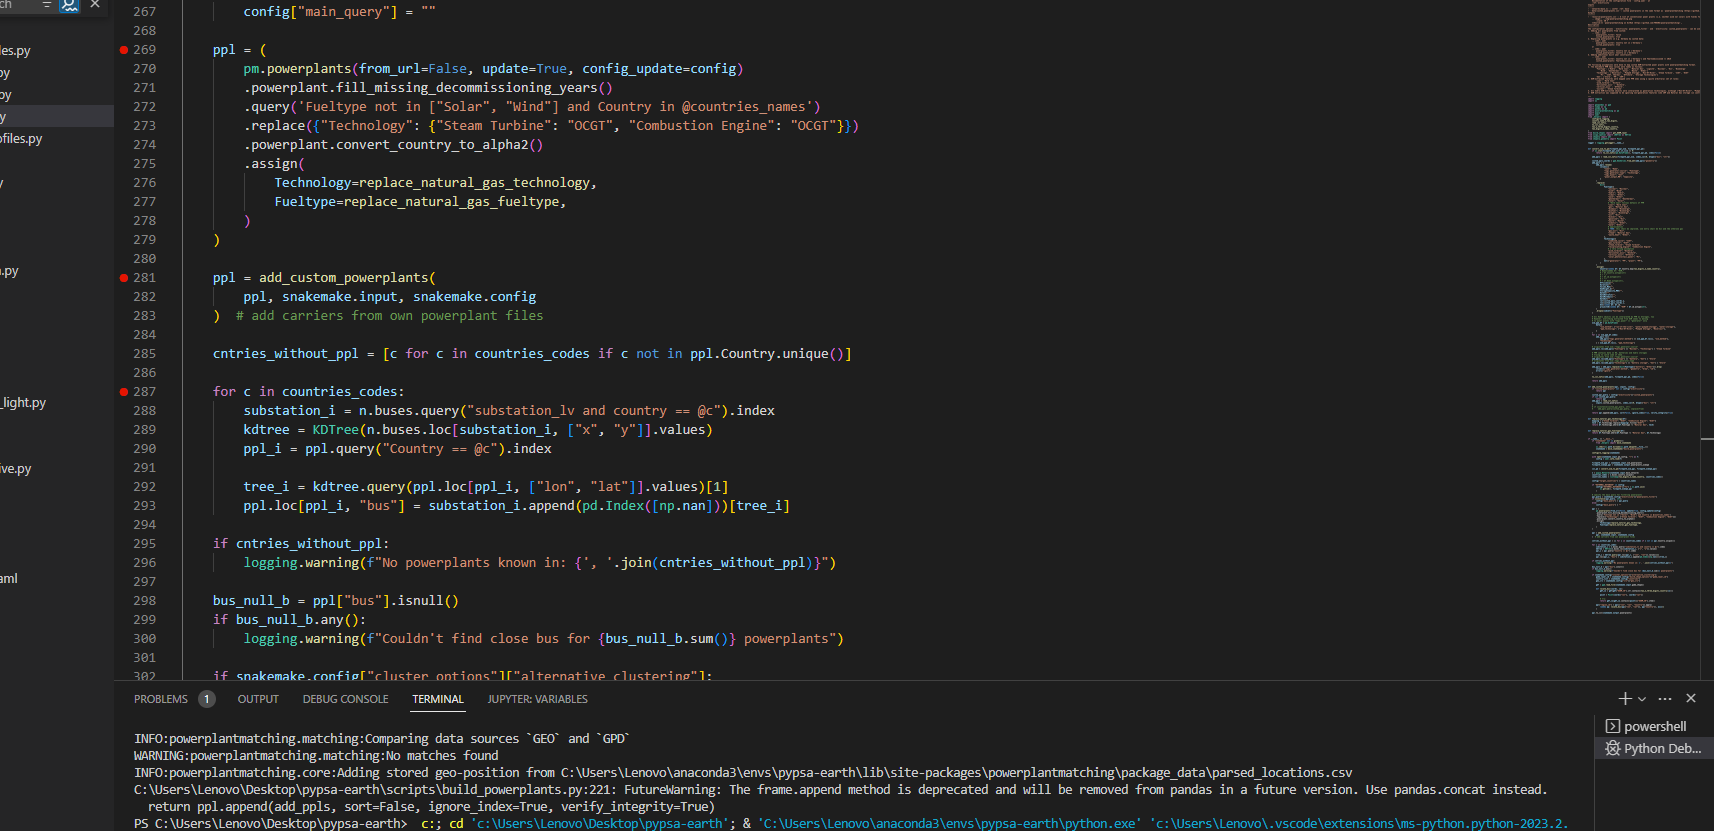 ch
les.py
py
py
y
ofiles.py
y
.py
_light.py
ive.py
aml
267 config["main_query"] = ""
268
269 ppl = (
270 pm.powerplants(from_url=False, update=True, config_update=config)
271 .powerplant.fill_missing_decommissioning_years()
272 .query('Fueltype not in ["Solar", "Wind"] and Country in @countries_names')
273 .replace({"Technology": {"Steam Turbine": "OCGT", "Combustion Engine": "OCGT"}})
274 .powerplant.convert_country_to_alpha2()
275 .assign(
276 Technology=replace_natural_gas_technology,
277 Fueltype=replace_natural_gas_fueltype,
278 )
279 )
280
281 ppl = add_custom_powerplants(
282 ppl, snakemake.input, snakemake.config
283 )  # add carriers from own powerplant files
284
285 cntries_without_ppl = [c for c in countries_codes if c not in ppl.Country.unique()]
286
287 for c in countries_codes:
288 substation_i = n.buses.query("substation_lv and country == @c").index
289 kdtree = KDTree(n.buses.loc[substation_i, ["x", "y"]].values)
290 ppl_i = ppl.query("Country == @c").index
291
292 tree_i = kdtree.query(ppl.loc[ppl_i, ["lon", "lat"]].values)[1]
293 ppl.loc[ppl_i, "bus"] = substation_i.append(pd.Index([np.nan]))[tree_i]
294
295 if cntries_without_ppl:
296 logging.warning(f"No powerplants known in: {', '.join(cntries_without_ppl)}")
297
298 bus_null_b = ppl["bus"].isnull()
299 if bus_null_b.any():
300 logging.warning(f"Couldn't find close bus for {bus_null_b.sum()} powerplants")
301
302 if snakemake.config["cluster_options"]["alternative_clustering"]:
PROBLEMS 1 OUTPUT DEBUG CONSOLE TERMINAL JUPYTER: VARIABLES
INFO:powerplantmatching.matching:Comparing data sources `GEO` and `GPD`
WARNING:powerplantmatching.matching:No matches found
INFO:powerplantmatching.core:Adding stored geo-position from C:\Users\Lenovo\anaconda3\envs\pypsa-earth\lib\site-packages\powerplantmatching\package_data\parsed_locations.csv
C:\Users\Lenovo\Desktop\pypsa-earth\scripts\build_powerplants.py:221: FutureWarning: The frame.append method is deprecated and will be removed from pandas in a future version. Use pandas.concat instead.
return ppl.append(add_ppls, sort=False, ignore_index=True, verify_integrity=True)
PS C:\Users\Lenovo\Desktop\pypsa-earth>  c:; cd 'c:\Users\Lenovo\Desktop\pypsa-earth'; & 'C:\Users\Lenovo\anaconda3\envs\pypsa-earth\python.exe' 'c:\Users\Lenovo\.vscode\extensions\ms-python.python-2023.2.
powershell
Python Deb...